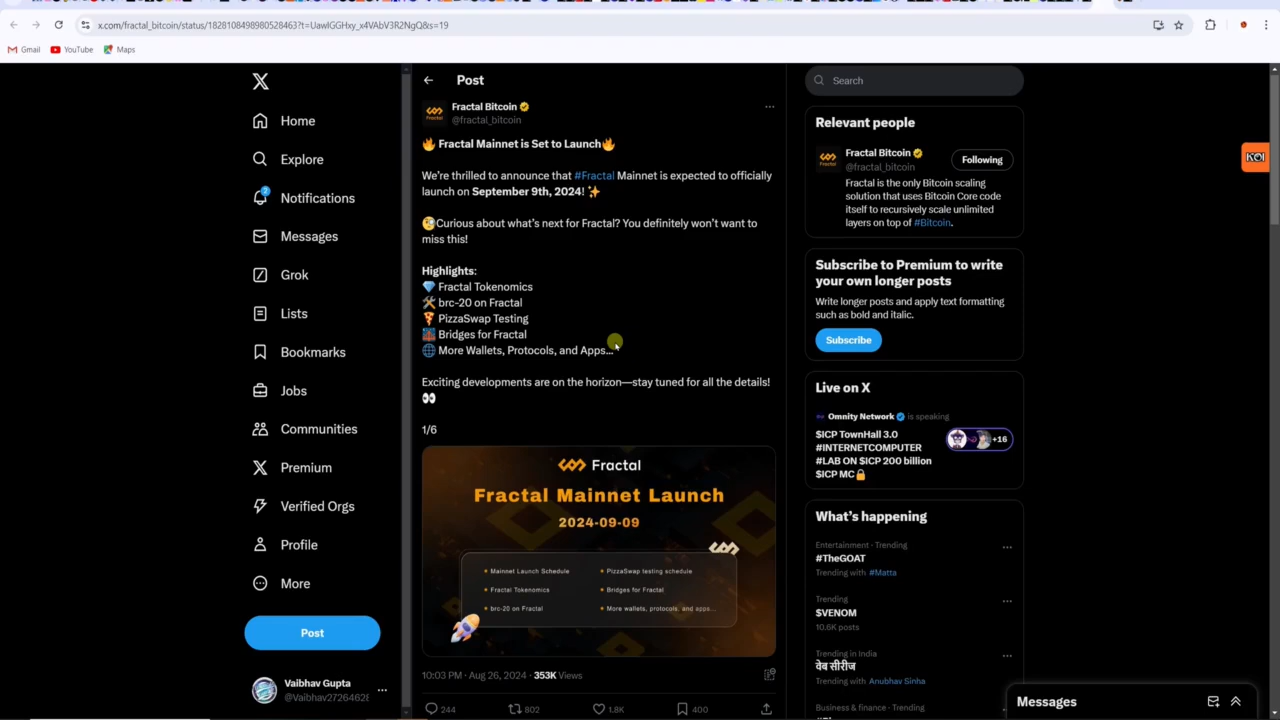 x.com/fractal_bitcoin/status/1828108498980528463?t=UawlGGHxy_x4VAbV3R2NgQ&s=19
Gmail
YouTube
Maps
Home
Explore
2
Notifications
Messages
Grok
Lists
Bookmarks
Jobs
Communities
Premium
Verified Orgs
Profile
More
Post
Vaibhav Gupta
@Vaibhav27264628
Post
Fractal Bitcoin
@fractal_bitcoin
🔥 Fractal Mainnet is Set to Launch🔥
We're thrilled to announce that #Fractal Mainnet is expected to officially
launch on September 9th, 2024! ✨
🧐Curious about what's next for Fractal? You definitely won't want to
miss this!
Highlights:
💎 Fractal Tokenomics
🛠 brc-20 on Fractal
🍕 PizzaSwap Testing
🌉 Bridges for Fractal
🌐 More Wallets, Protocols, and Apps...
Exciting developments are on the horizon—stay tuned for all the details!
👀
1/6
Fractal
Fractal Mainnet Launch
2024-09-09
Mainnet Launch Schedule
Fractal Tokenomics
brc-20 on Fractal
PizzaSwap testing schedule
Bridges for Fractal
More wallets, protocols, and apps...
10:03 PM · Aug 26, 2024 · 353K Views
244
802
1.8K
400
Search
Relevant people
Fractal Bitcoin
@fractal_bitcoin
Following
Fractal is the only Bitcoin scaling
solution that uses Bitcoin Core code
itself to recursively scale unlimited
layers on top of #Bitcoin.
Subscribe to Premium to write
your own longer posts
Write longer posts and apply text formatting
such as bold and italic.
Subscribe
Live on X
Omnity Network is speaking
$ICP TownHall 3.0
#INTERNETCOMPUTER
#LAB ON $ICP 200 billion
$ICP MC🔒
+16
What's happening
Entertainment · Trending
#TheGOAT
Trending with #Matta
Trending
$VENOM
10.6K posts
Trending in India
वेब सीरीज
Trending with Anubhav Sinha
Business & finance · Trending
Messages
KOI